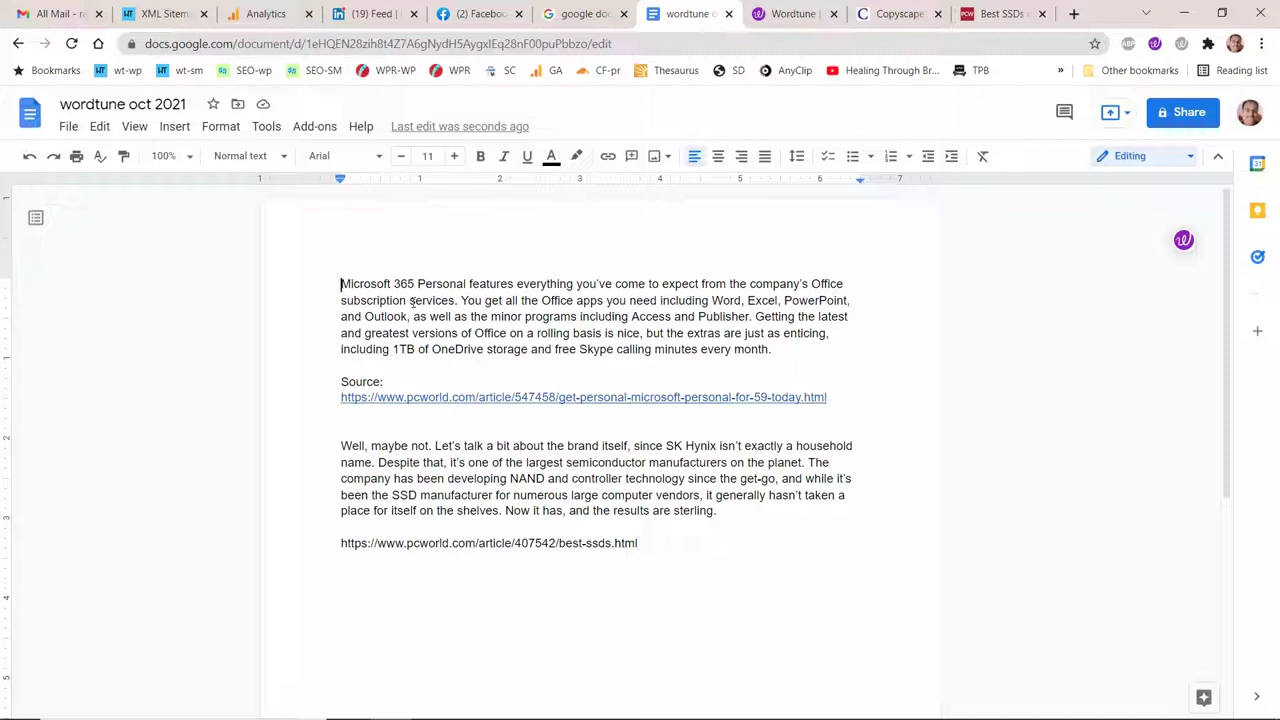 All Mail - r
XML Sitema
Analytics
(19) Feed |
(2) Faceboo
google doc
wordtune o
Wordtune |
Copyscape
Best SSDs
docs.google.com/document/d/1eHQEN28zih8t4Z7A6gNydH5AygxIEq28nF00puPbbzo/edit
Bookmarks wt-wp wt-sm SEO-wp SEO-SM WPR-WP WPR SC GA CF-pr Thesaurus SD AnyClip Healing Through Br... TPB » Other bookmarks Reading list
wordtune oct 2021
File Edit View Insert Format Tools Add-ons Help Last edit was seconds ago
Share
100% Normal text Arial 11 Editing
1 1 2 3 4 5 6 7
Microsoft 365 Personal features everything you've come to expect from the company's Office
subscription services. You get all the Office apps you need including Word, Excel, PowerPoint,
and Outlook, as well as the minor programs including Access and Publisher. Getting the latest
and greatest versions of Office on a rolling basis is nice, but the extras are just as enticing,
including 1TB of OneDrive storage and free Skype calling minutes every month.
Source:
https://www.pcworld.com/article/547458/get-personal-microsoft-personal-for-59-today.html
Well, maybe not. Let's talk a bit about the brand itself, since SK Hynix isn't exactly a household
name. Despite that, it's one of the largest semiconductor manufacturers on the planet. The
company has been developing NAND and controller technology since the get-go, and while it's
been the SSD manufacturer for numerous large computer vendors, it generally hasn't taken a
place for itself on the shelves. Now it has, and the results are sterling.
https://www.pcworld.com/article/407542/best-ssds.html